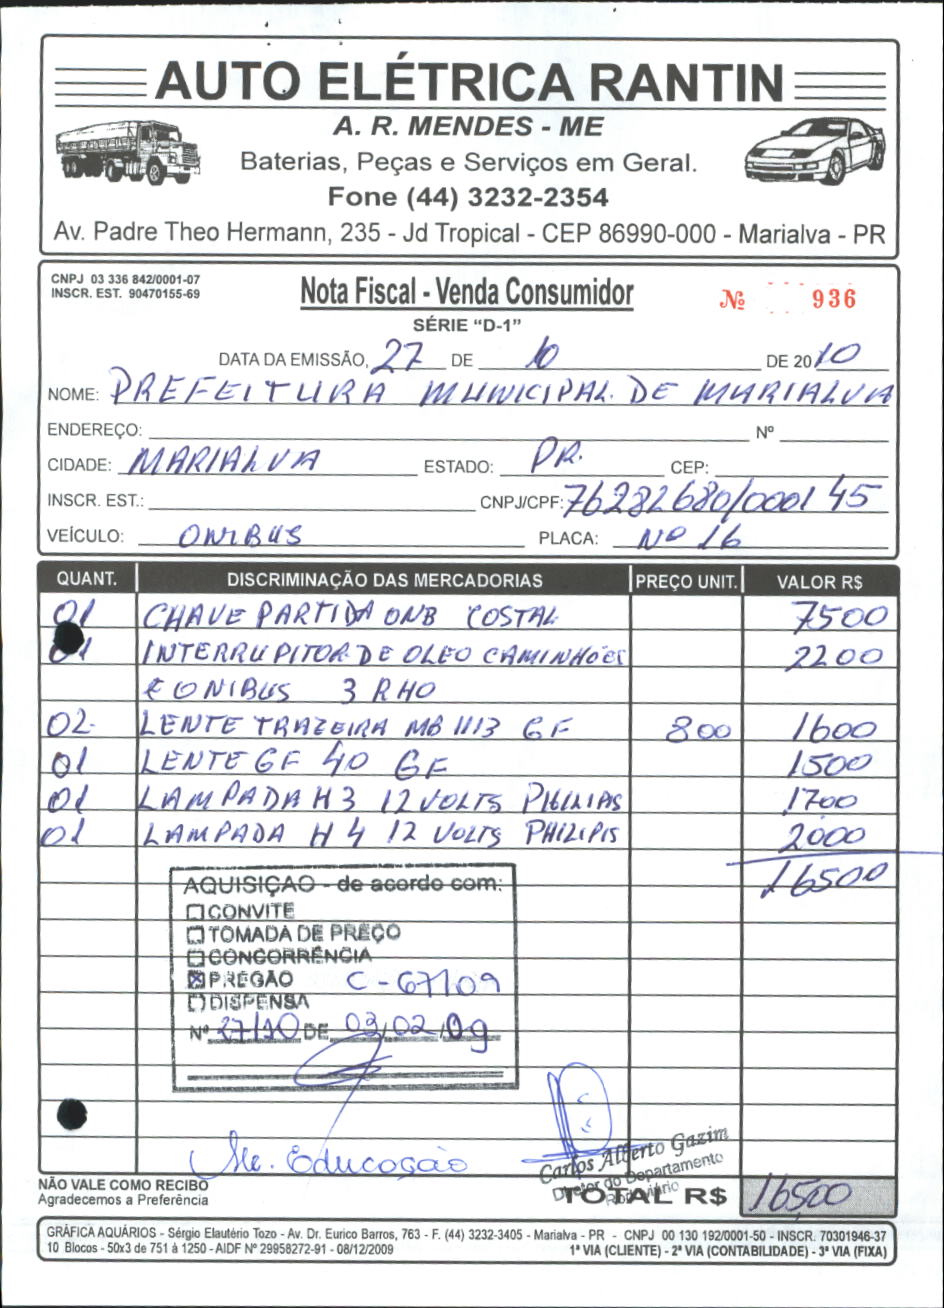 AUTO ELÉTRICA RANTIN
A. R. MENDES - ME
Baterias, Peças e Serviços em Geral.
Fone (44) 3232-2354
Av. Padre Theo Hermann, 235 - Jd Tropical - CEP 86990-000 - Marialva - PR
CNPJ 03 336 842/0001-07
INSCR. EST. 90470155-69
Nota Fiscal - Venda Consumidor
Nº 936
SÉRIE "D-1"
DATA DA EMISSÃO, 27 DE 10 DE 2010
NOME: PREFEITURA MUNICIPAL DE MARIALVA
ENDEREÇO: Nº
CIDADE: MARIALVA ESTADO: PR. CEP:
INSCR. EST.: CNPJ/CPF: 76282680/0001 45
VEÍCULO: ONIBUS PLACA: Nº 16
QUANT. DISCRIMINAÇÃO DAS MERCADORIAS PREÇO UNIT. VALOR R$
01 CHAVE PARTIDA ONB COSTAL 7500
01 INTERRUPITOR DE OLEO CAMINHÕES 2200
E ONIBUS 3 RHO
02 LENTE TRAZEIRA MB 1113 GF 800 1600
01 LENTE GF 40 GF 1500
01 LAMPADA H3 12 VOLTS PHILIPS 1700
01 LAMPADA H4 12 VOLTS PHILIPIS 2000
16500
AQUISIÇÃO - de acordo com:
CONVITE
TOMADA DE PREÇO
CONCORRÊNCIA
PREGÃO C-67/09
DISPENSA
Nº 27/10 DE 03/02/09
Me. Educação
Carlos Alberto Gazim
Diretor do Departamento
Rodoviário
NÃO VALE COMO RECIBO
Agradecemos a Preferência
TOTAL R$ 165,00
GRÁFICA AQUÁRIOS - Sérgio Elautério Tozo - Av. Dr. Eurico Barros, 763 - F. (44) 3232-3405 - Marialva - PR - CNPJ 00 130 192/0001-50 - INSCR. 70301946-37
10 Blocos - 50x3 de 751 à 1250 - AIDF Nº 29958272-91 - 08/12/2009 1ª VIA (CLIENTE) - 2ª VIA (CONTABILIDADE) - 3ª VIA (FIXA)